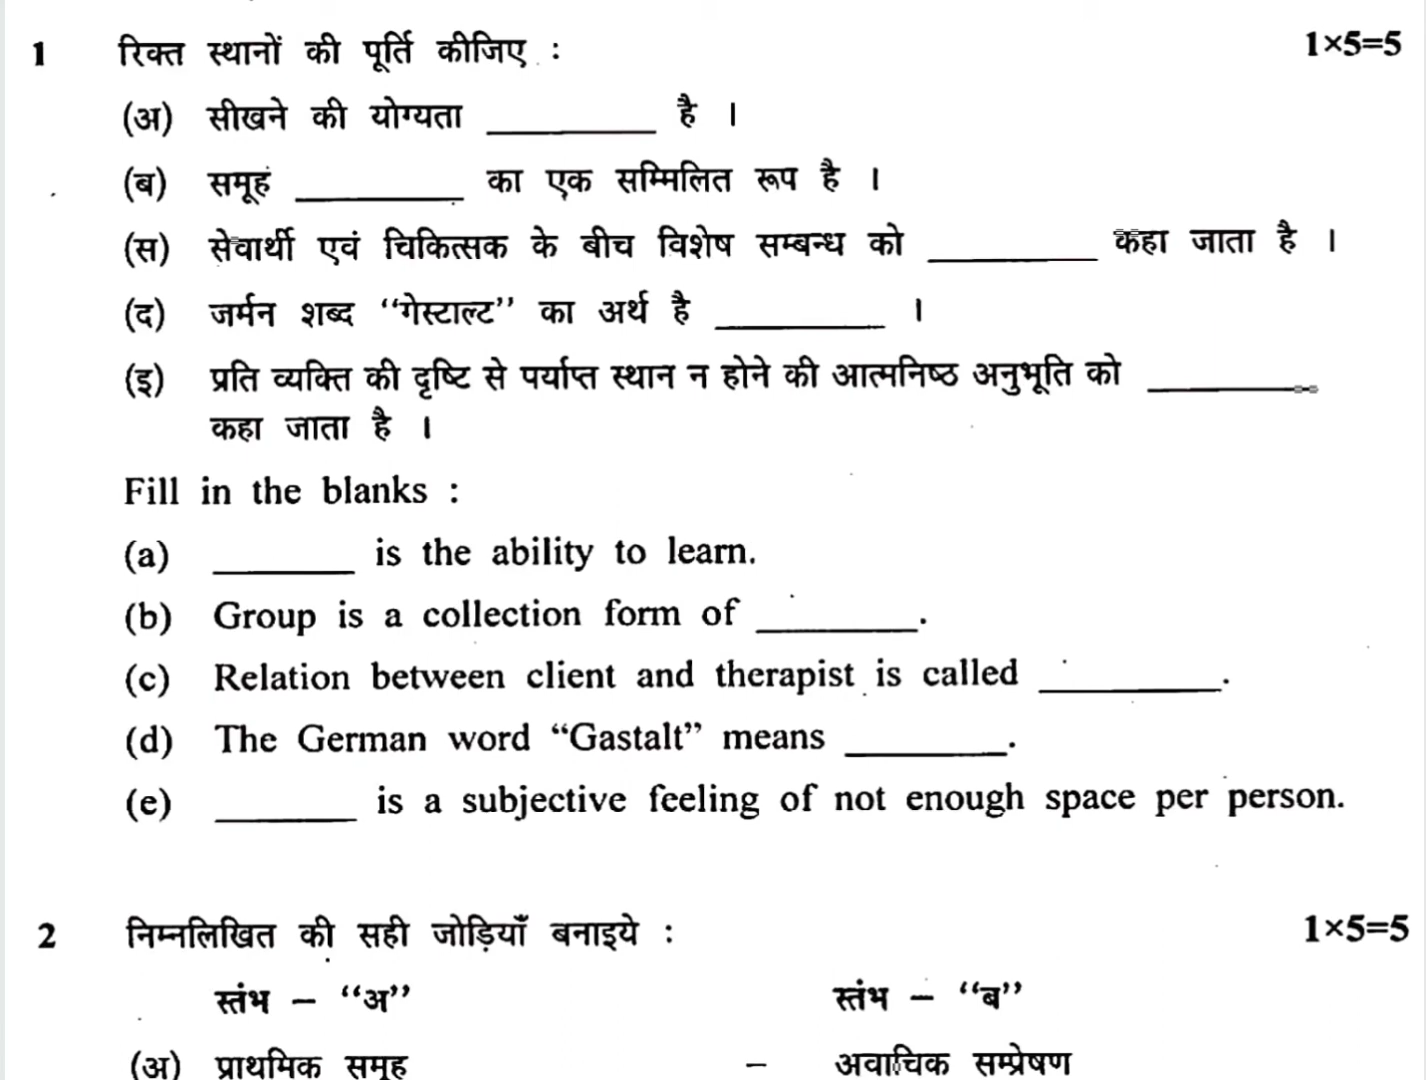 1 रिक्त स्थानों की पूर्ति कीजिए : 1×5=5
(अ) सीखने की योग्यता ________ है ।
(ब) समूह ________ का एक सम्मिलित रूप है ।
(स) सेवार्थी एवं चिकित्सक के बीच विशेष सम्बन्ध को ________ कहा जाता है ।
(द) जर्मन शब्द “गेस्टाल्ट” का अर्थ है ________ ।
(इ) प्रति व्यक्ति की दृष्टि से पर्याप्त स्थान न होने की आत्मनिष्ठ अनुभूति को ________
कहा जाता है ।
Fill in the blanks :
(a) ________ is the ability to learn.
(b) Group is a collection form of ________.
(c) Relation between client and therapist is called ________.
(d) The German word “Gastalt” means ________.
(e) ________ is a subjective feeling of not enough space per person.
2 निम्नलिखित की सही जोड़ियाँ बनाइये : 1×5=5
स्तंभ – “अ” स्तंभ – “ब”
(अ) प्राथमिक समूह – अवाचिक सम्प्रेषण